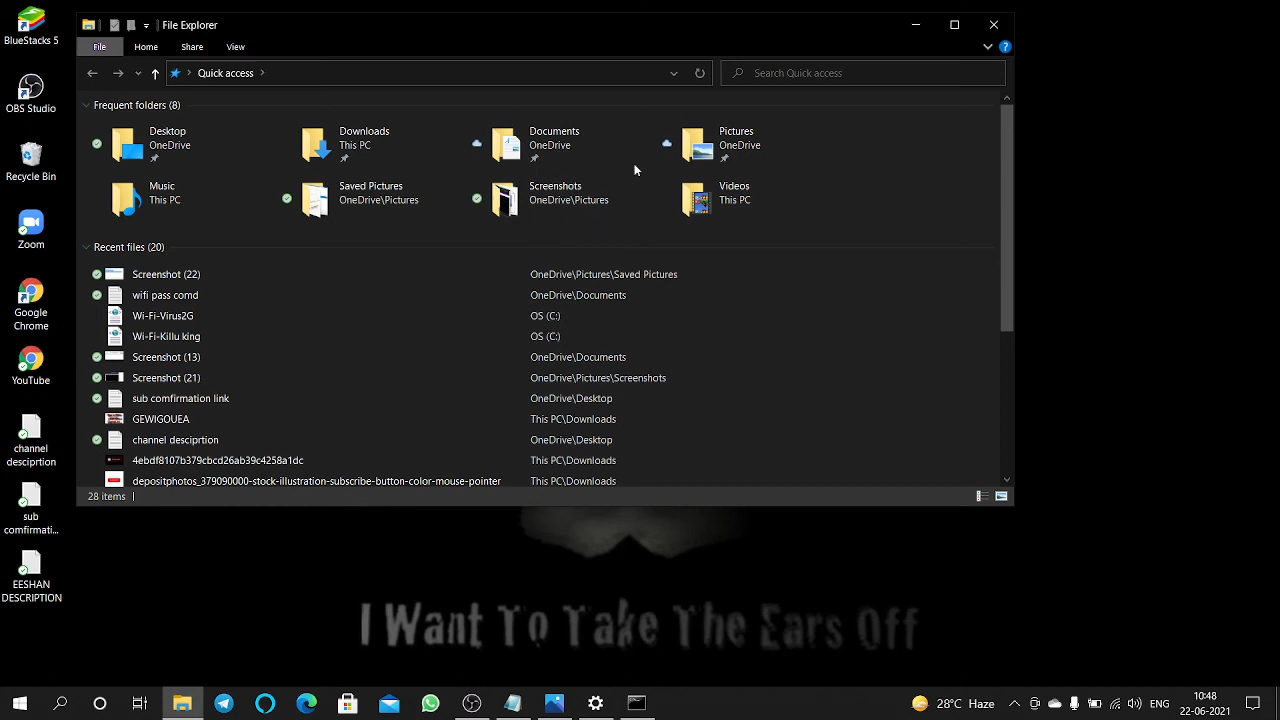 File Explorer
File
Home
Share
View
Quick access
Search Quick access
Frequent folders (8)
Desktop
OneDrive
Downloads
This PC
Documents
OneDrive
Pictures
OneDrive
Music
This PC
Saved Pictures
OneDrive\Pictures
Screenshots
OneDrive\Pictures
Videos
This PC
Recent files (20)
Screenshot (22) OneDrive\Pictures\Saved Pictures
wifi pass comd OneDrive\Documents
Wi-Fi-Virus2G OS (C:)
Wi-Fi-Killu king OS (C:)
Screenshot (13) OneDrive\Documents
Screenshot (21) OneDrive\Pictures\Screenshots
sub comfirmation link OneDrive\Desktop
GEWIGOUEA This PC\Downloads
channel desciprtion OneDrive\Desktop
4ebdf8107b379cbcd26ab39c4258a1dc This PC\Downloads
depositphotos_379090000-stock-illustration-subscribe-button-color-mouse-pointer This PC\Downloads
28 items
BlueStacks 5
OBS Studio
Recycle Bin
Zoom
Google
Chrome
YouTube
channel
desciprtion
sub
comfirmati...
EESHAN
DESCRIPTION
I Want To Take The Ears Off
28°C Haze
ENG
10:48
22-06-2021